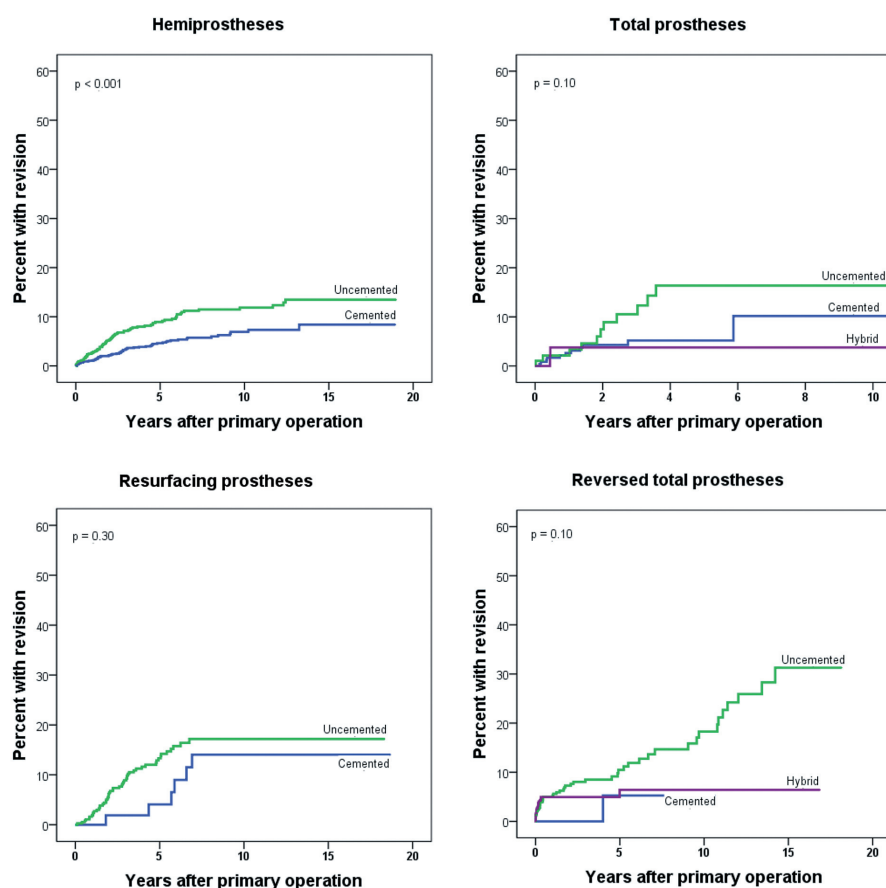 Hemiprostheses
p < 0.001
Percent with revision
60
50
40
30
20
10
0
Uncemented
Cemented
0 5 10 15 20
Years after primary operation
Total prostheses
p = 0.10
Percent with revision
60
50
40
30
20
10
0
Uncemented
Cemented
Hybrid
0 2 4 6 8 10
Years after primary operation
Resurfacing prostheses
p = 0.30
Percent with revision
60
50
40
30
20
10
0
Uncemented
Cemented
0 5 10 15 20
Years after primary operation
Reversed total prostheses
p = 0.10
Percent with revision
60
50
40
30
20
10
0
Uncemented
Hybrid
Cemented
0 5 10 15 20
Years after primary operation